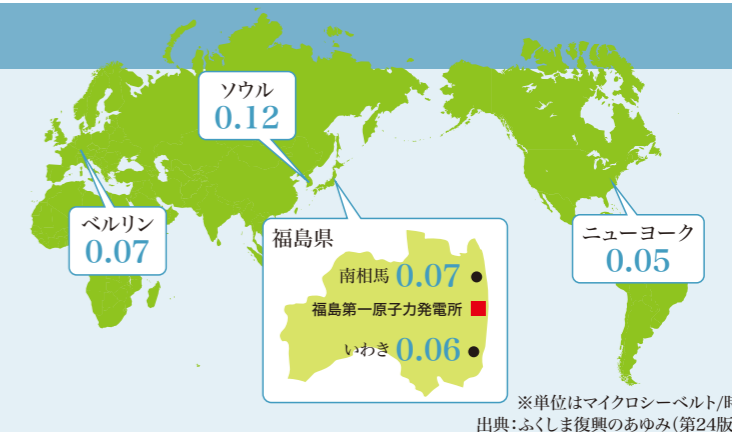 ソウル
0.12
ベルリン
0.07
福島県
南相馬 0.07
福島第一原子力発電所
いわき 0.06
ニューヨーク
0.05
※単位はマイクロシーベルト/時
出典：ふくしま復興のあゆみ（第24版